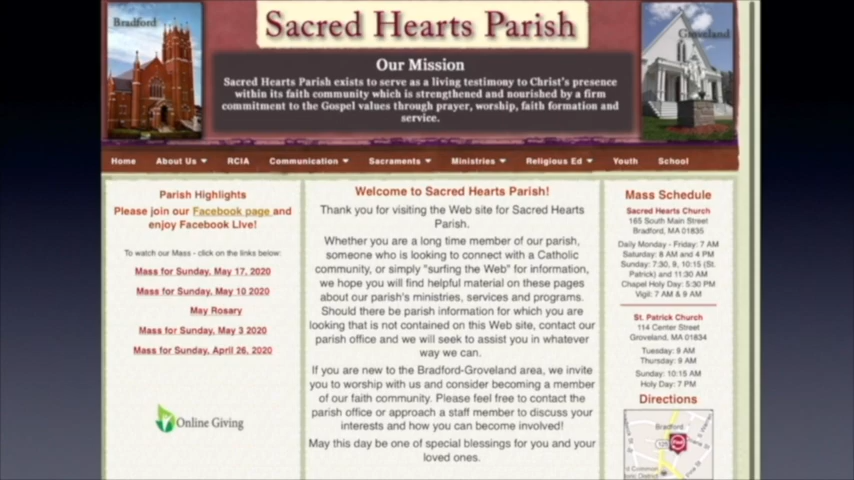 Bradford
Sacred Hearts Parish
Groveland
Our Mission
Sacred Hearts Parish exists to serve as a living testimony to Christ's presence
within its faith community which is strengthened and nourished by a firm
commitment to the Gospel values through prayer, worship, faith formation and
service.
Home About Us RCIA Communication Sacraments Ministries Religious Ed Youth School
Parish Highlights
Please join our Facebook page and
enjoy Facebook Live!
To watch our Mass - click on the links below:
Mass for Sunday, May 17, 2020
Mass for Sunday, May 10 2020
May Rosary
Mass for Sunday, May 3 2020
Mass for Sunday, April 26, 2020
Online Giving
Welcome to Sacred Hearts Parish!
Thank you for visiting the Web site for Sacred Hearts
Parish.
Whether you are a long time member of our parish,
someone who is looking to connect with a Catholic
community, or simply "surfing the Web" for information,
we hope you will find helpful material on these pages
about our parish's ministries, services and programs.
Should there be parish information for which you are
looking that is not contained on this Web site, contact our
parish office and we will seek to assist you in whatever
way we can.
If you are new to the Bradford-Groveland area, we invite
you to worship with us and consider becoming a member
of our faith community. Please feel free to contact the
parish office or approach a staff member to discuss your
interests and how you can become involved!
May this day be one of special blessings for you and your
loved ones.
Mass Schedule
Sacred Hearts Church
165 South Main Street
Bradford, MA 01835
Daily Monday - Friday: 7 AM
Saturday: 8 AM and 4 PM
Sunday: 7:30, 9, 10:15 (St.
Patrick) and 11:30 AM
Chapel Holy Day: 5:30 PM
Vigil: 7 AM & 9 AM
St. Patrick Church
114 Center Street
Groveland, MA 01834
Tuesday: 9 AM
Thursday: 9 AM
Sunday: 10:15 AM
Holy Day: 7 PM
Directions
Bradford
125